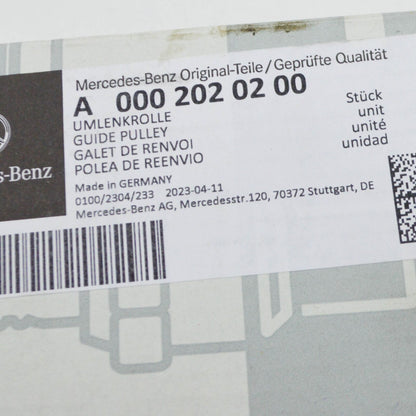 Mercedes-Benz Original-Teile / Geprüfte Qualität
A 000 202 02 00
UMLENKROLLE
GUIDE PULLEY
GALET DE RENVOI
POLEA DE REENVIO
Stück
unit
unité
unidad
Made in GERMANY
0100/2304/233 2023-04-11
Mercedes-Benz AG, Mercedesstr.120, 70372 Stuttgart, DE
s-Benz